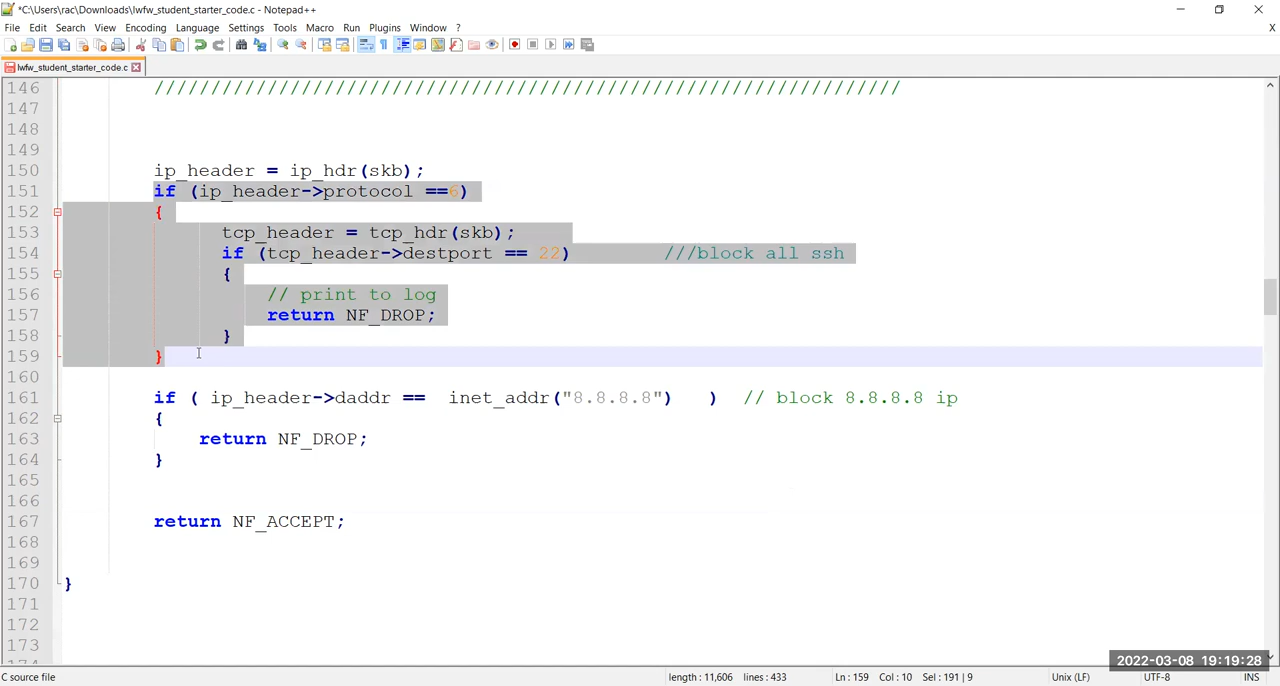 *C:\Users\rac\Downloads\lwfw_student_starter_code.c - Notepad++
File Edit Search View Encoding Language Settings Tools Macro Run Plugins Window ?
X
lwfw_student_starter_code.c
146 //////////////////////////////////////////////////////////////////
147
148
149
150 ip_header = ip_hdr(skb);
151 if (ip_header->protocol ==6)
152 {
153 tcp_header = tcp_hdr(skb);
154 if (tcp_header->destport == 22) ///block all ssh
155 {
156 // print to log
157 return NF_DROP;
158 }
159 }
160
161 if ( ip_header->daddr == inet_addr("8.8.8.8") ) // block 8.8.8.8 ip
162 {
163 return NF_DROP;
164 }
165
166
167 return NF_ACCEPT;
168
169
170 }
171
172
173
174
2022-03-08 19:19:28
C source file length : 11,606 lines : 433 Ln : 159 Col : 10 Sel : 191 | 9 Unix (LF) UTF-8 INS